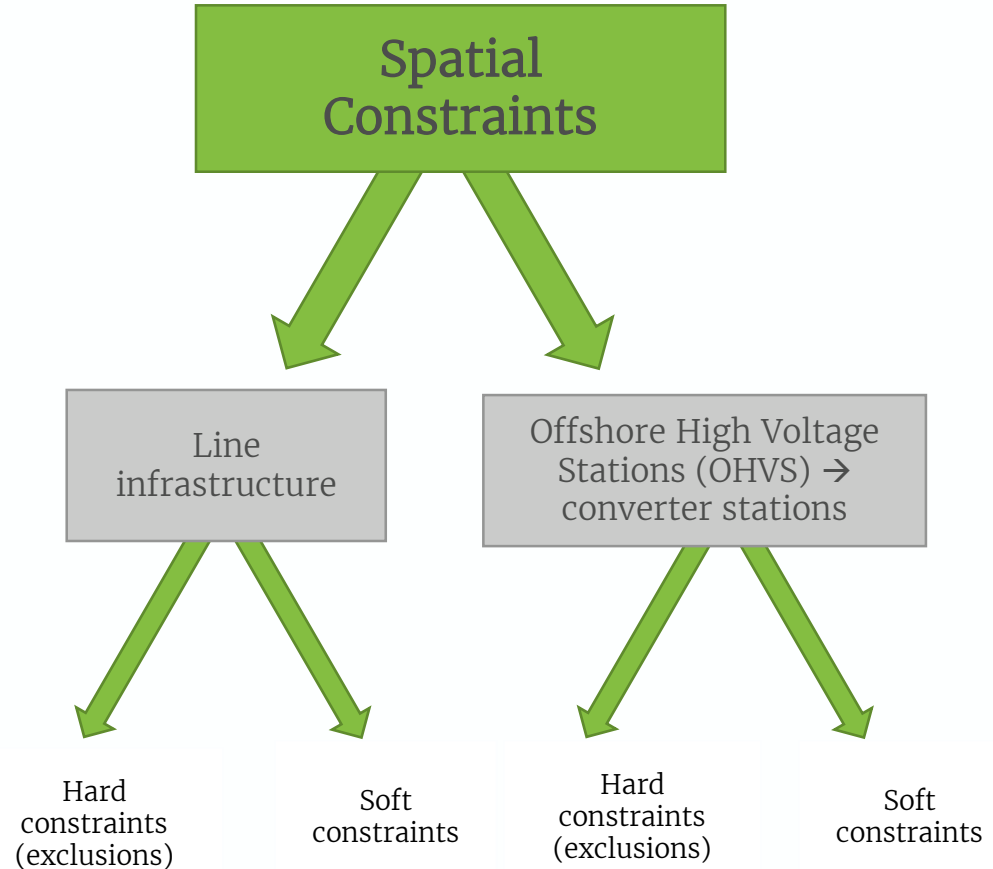 Spatial
Constraints
Line
infrastructure
Offshore High Voltage
Stations (OHVS) →
converter stations
Hard
constraints
(exclusions)
Soft
constraints
Hard
constraints
(exclusions)
Soft
constraints